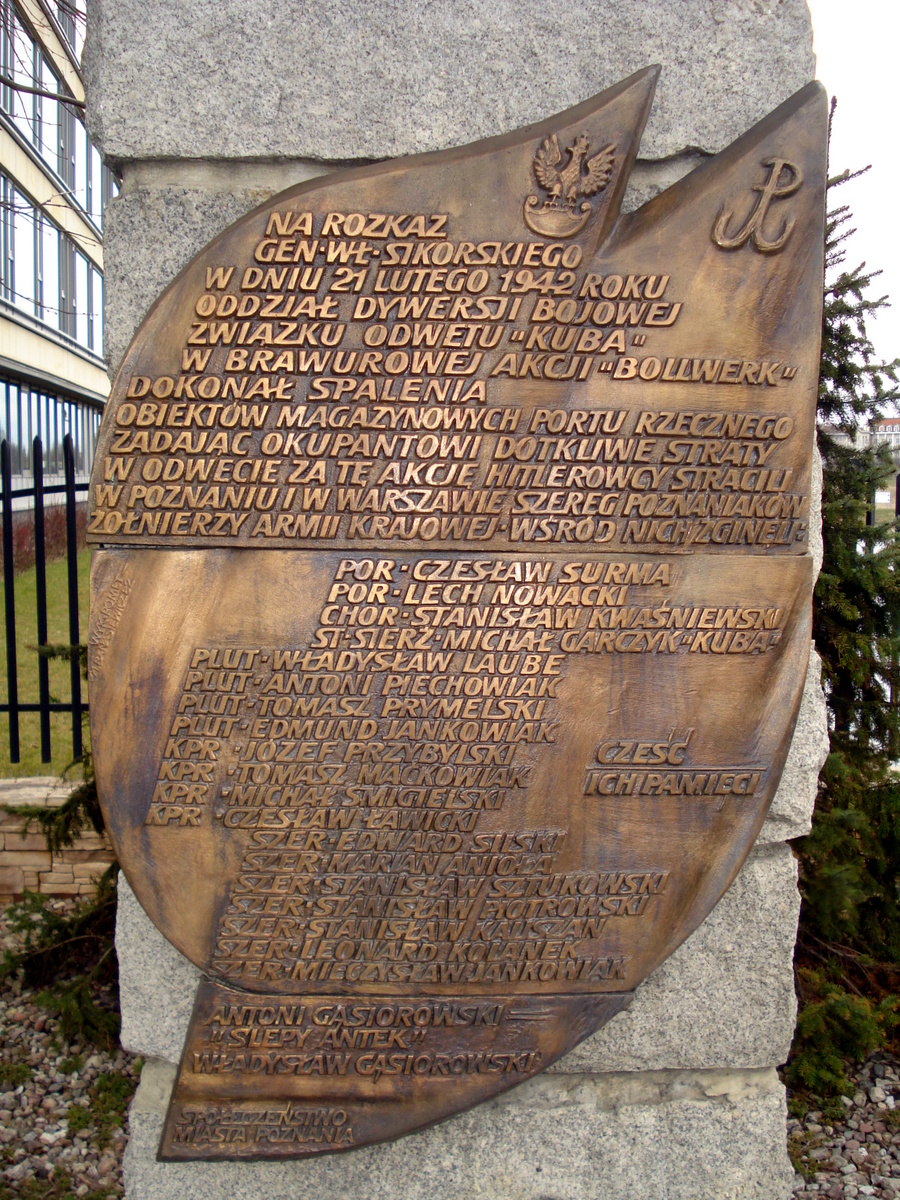 NA ROZKAZ
GEN·WŁ·SIKORSKIEGO
W DNIU 21 LUTEGO 1942 ROKU
ODDZIAŁ DYWERSJI BOJOWEJ
ZWIĄZKU ODWETU "KUBA"
W BRAWUROWEJ AKCJI "BOLLWERK"
DOKONAŁ SPALENIA
OBIEKTÓW MAGAZYNOWYCH PORTU RZECZNEGO
ZADAJĄC OKUPANTOWI DOTKLIWE STRATY
W ODWECIE ZA TĘ AKCJĘ HITLEROWCY STRACILI
W POZNANIU I W WARSZAWIE SZEREG POZNANIAKÓW
ŻOŁNIERZY ARMII KRAJOWEJ·WŚRÓD NICH ZGINĘLI:
POR·CZESŁAW SURMA
POR·LECH NOWACKI
CHOR·STANISŁAW KWAŚNIEWSKI
ST·SIERŻ·MICHAŁ GARCZYK "KUBA"
PLUT·WŁADYSŁAW LAUBE
PLUT·ANTONI PIECHOWIAK
PLUT·TOMASZ PRYMELSKI
PLUT·EDMUND JANKOWIAK
KPR·JÓZEF PRZYBYLSKI
KPR·TOMASZ MAĆKOWIAK
KPR·MICHAŁ ŚMIGIELSKI
KPR·CZESŁAW ŁAWICKI
SZER·EDWARD SILSKI
SZER·MARIAN ANIOŁA
SZER·STANISŁAW SZTUKOWSKI
SZER·STANISŁAW PIOTROWSKI
SZER·STANISŁAW KAUSZAN
SZER·LEONARD KOŁANEK
SZER·MIECZYSŁAW JANKOWIAK
CZEŚĆ
ICH PAMIĘCI
ANTONI GĄSIOROWSKI
"ŚLEPY ANTEK"
WŁADYSŁAW GĄSIOROWSKI
SPOŁECZEŃSTWO
MIASTA POZNANIA